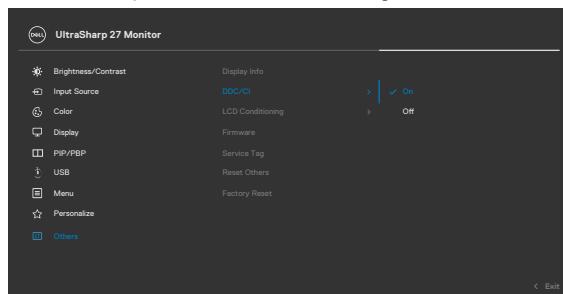 DELL UltraSharp 27 Monitor
Brightness/Contrast Display Info
Input Source DDC/CI > ✓ On
Color LCD Conditioning > Off
Display Firmware
PIP/PBP Service Tag
USB Reset Others
Menu Factory Reset
Personalize
Others
< Exit